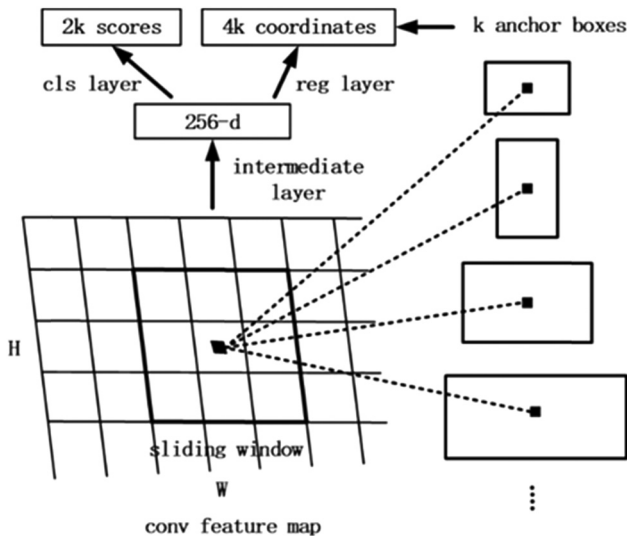 2k scores
4k coordinates
k anchor boxes
cls layer
reg layer
256-d
intermediate
layer
H
sliding window
W
conv feature map